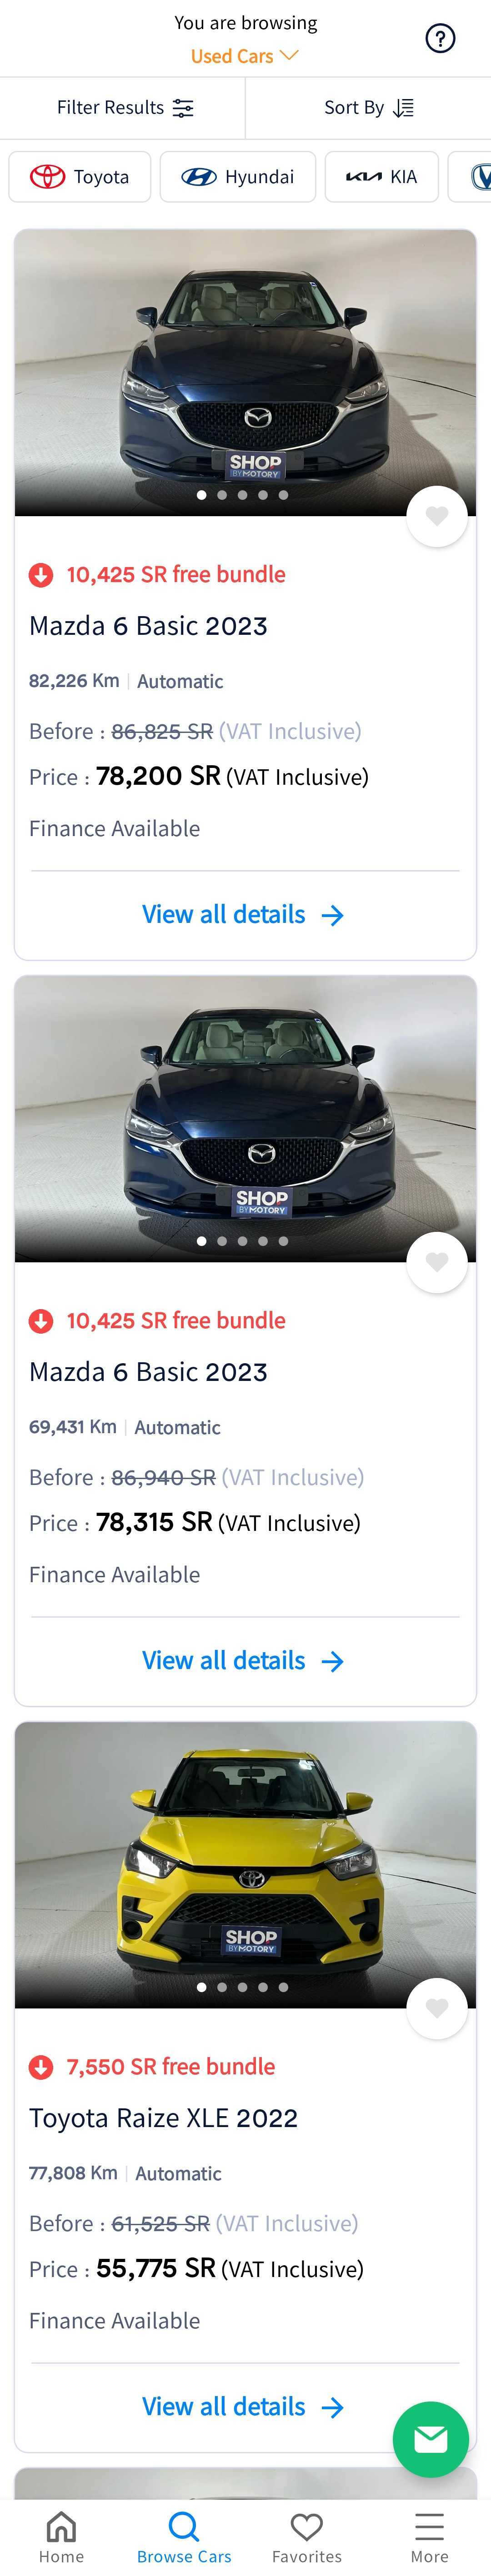 You are browsing
Used Cars
Filter Results
Sort By
Toyota
Hyundai
KIA
SHOP
BY MOTORY
10,425 SR free bundle
Mazda 6 Basic 2023
82,226 Km | Automatic
Before : 86,825 SR (VAT Inclusive)
Price : 78,200 SR (VAT Inclusive)
Finance Available
View all details
SHOP
BY MOTORY
10,425 SR free bundle
Mazda 6 Basic 2023
69,431 Km | Automatic
Before : 86,940 SR (VAT Inclusive)
Price : 78,315 SR (VAT Inclusive)
Finance Available
View all details
SHOP
BY MOTORY
7,550 SR free bundle
Toyota Raize XLE 2022
77,808 Km | Automatic
Before : 61,525 SR (VAT Inclusive)
Price : 55,775 SR (VAT Inclusive)
Finance Available
View all details
Home
Browse Cars
Favorites
More